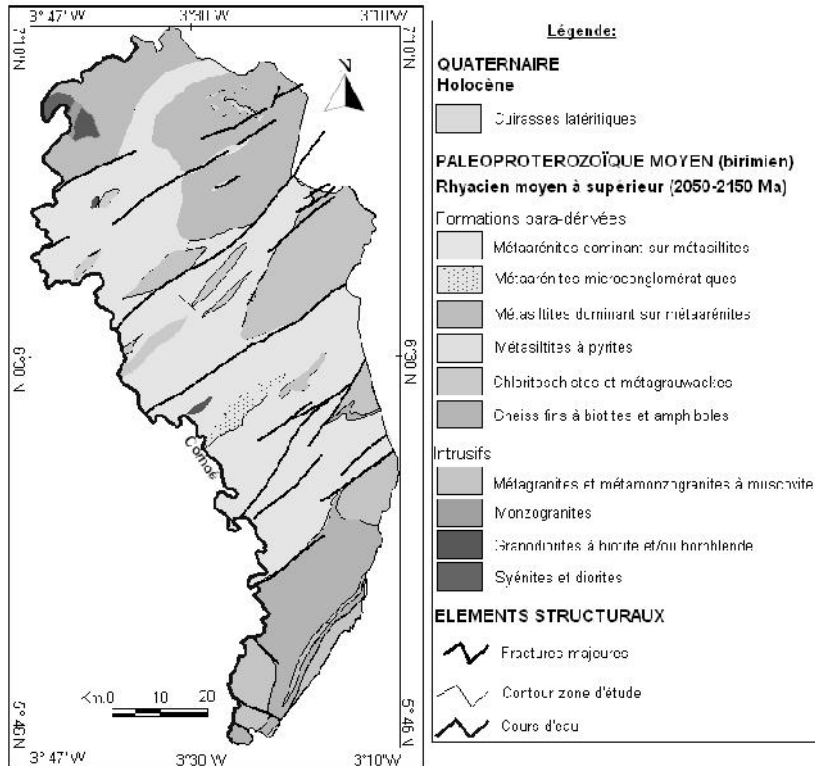 3° 47' W
3°30 W
3°10 W
7°10 N
7°10 N
N
6°30 N
6°30 N
Comoé
Km.0 10 20
5° 46 N
5° 46
3° 47' W
3°30 W
3°10 W
Légende:
QUATERNAIRE
Holocène
Cuirasses latéritiques
PALEOPROTEROZOÏQUE MOYEN (birimien)
Rhyacien moyen à supérieur (2050-2150 Ma)
Formations para-dérivées
Métaarénites dominant sur métasiltites
Métaarénites microconglomératiques
Métasiltites dominant sur métaarénites
Métasiltites à pyrites
Chloritoschistes et métagrauwackes
Gneiss fins à biotites et amphiboles
Intrusifs
Métagranites et métamonzogranites à muscovite
Monzogranites
Granodiorites à biotite et/ou hornblende
Syénites et diorites
ELEMENTS STRUCTURAUX
Fractures majeures
Contour zone d'étude
Cours d'eau